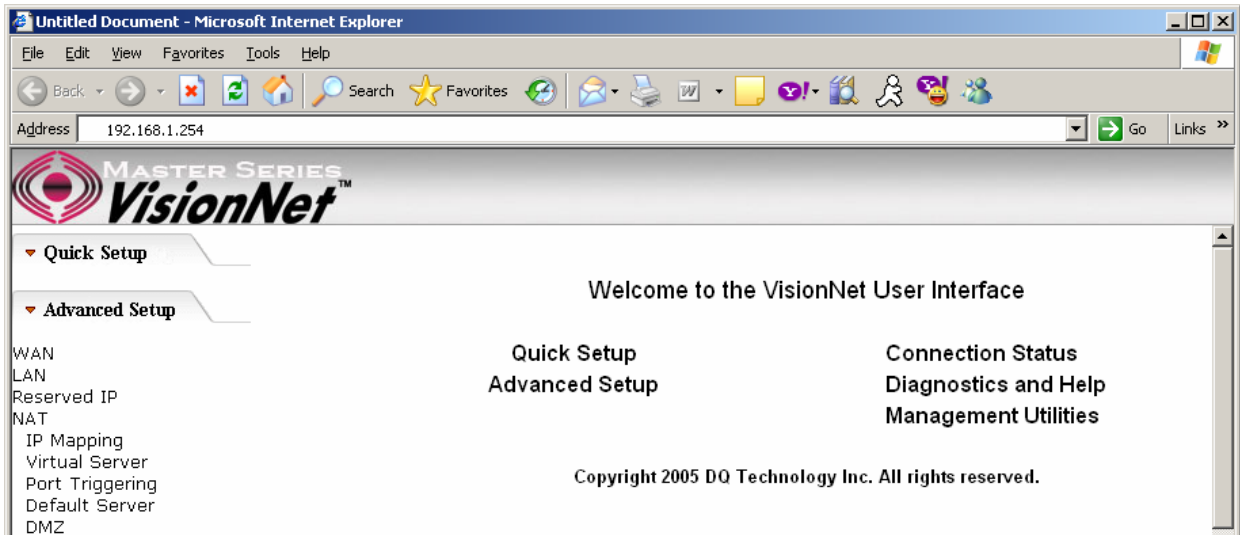 Untitled Document - Microsoft Internet Explorer
File Edit View Favorites Tools Help
Back Search Favorites
Address 192.168.1.254 Go Links »
MASTER SERIES
VisionNet™
Quick Setup
Advanced Setup
WAN
LAN
Reserved IP
NAT
IP Mapping
Virtual Server
Port Triggering
Default Server
DMZ
Welcome to the VisionNet User Interface
Quick Setup Connection Status
Advanced Setup Diagnostics and Help
Management Utilities
Copyright 2005 DQ Technology Inc. All rights reserved.